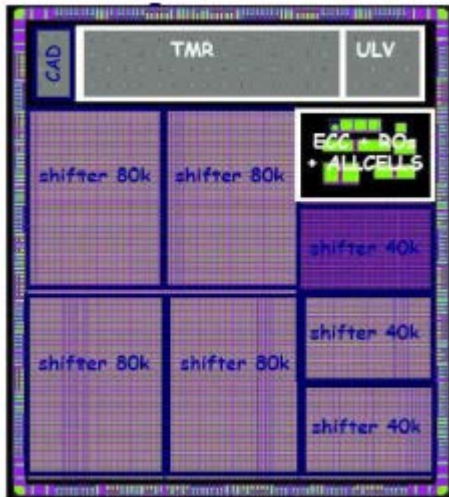 CAD
TMR
ULV
ECC + ROs
+ ALLCELLS
shifter 80k
shifter 80k
shifter 40k
shifter 40k
shifter 80k
shifter 80k
shifter 40k